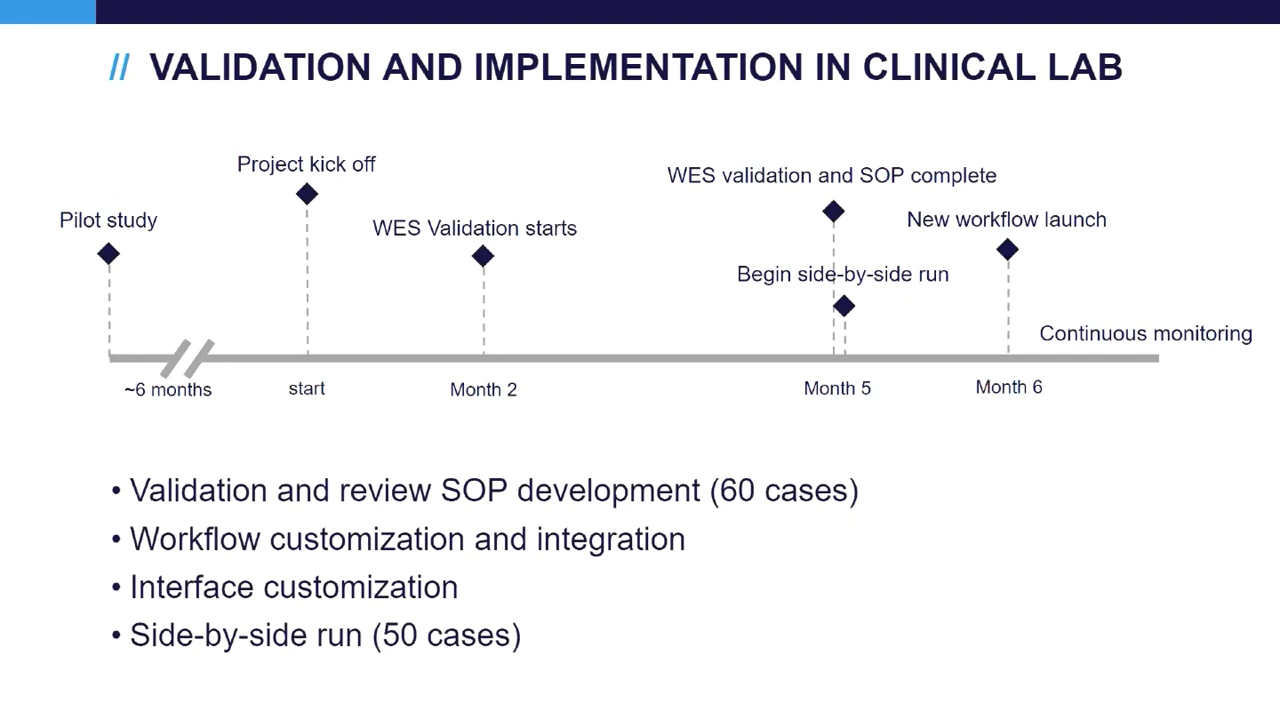 // VALIDATION AND IMPLEMENTATION IN CLINICAL LAB
Project kick off
WES validation and SOP complete
Pilot study
WES Validation starts
New workflow launch
Begin side-by-side run
Continuous monitoring
~6 months
start
Month 2
Month 5
Month 6
• Validation and review SOP development (60 cases)
• Workflow customization and integration
• Interface customization
• Side-by-side run (50 cases)